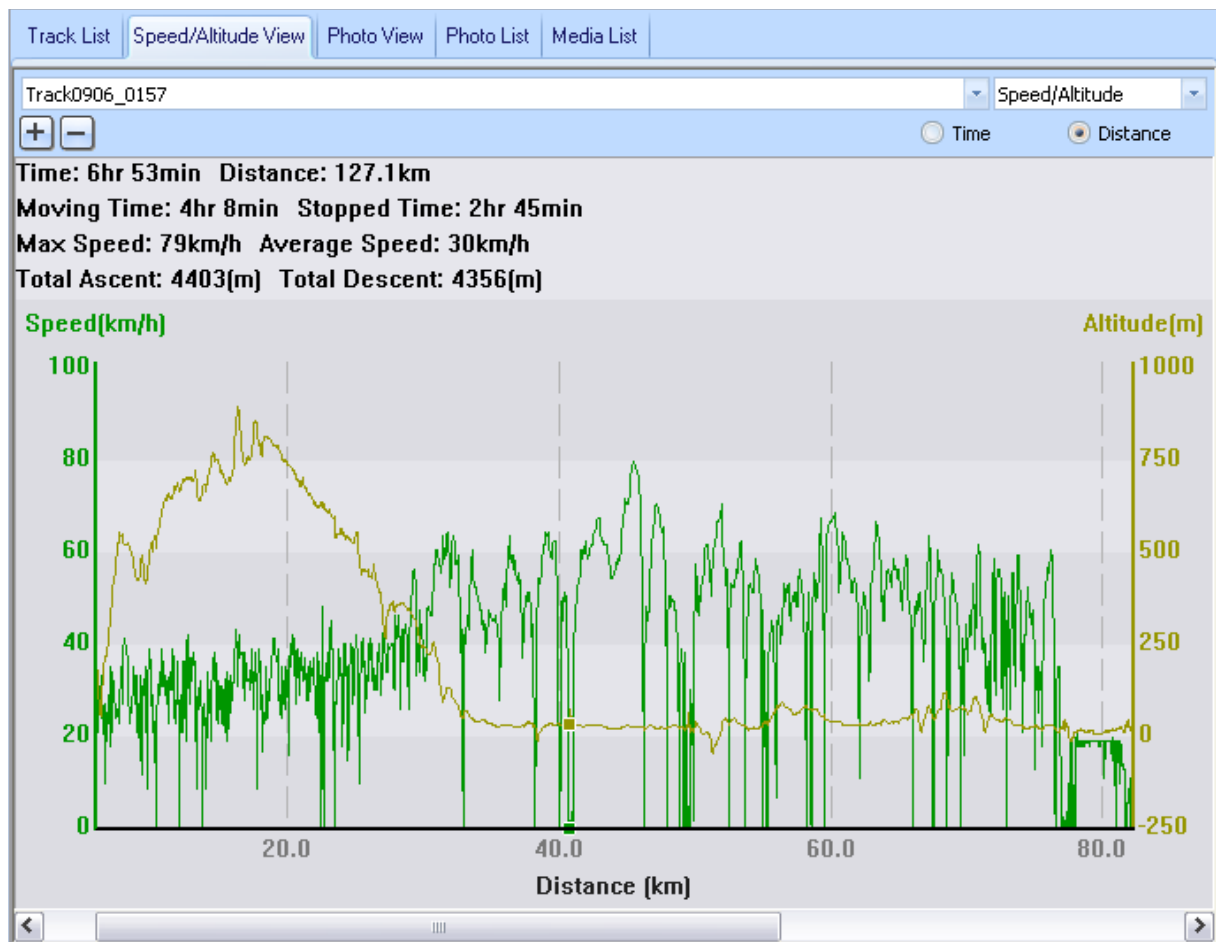 Track List Speed/Altitude View Photo View Photo List Media List
Track0906_0157 Speed/Altitude
+ − Time Distance
Time: 6hr 53min Distance: 127.1km
Moving Time: 4hr 8min Stopped Time: 2hr 45min
Max Speed: 79km/h Average Speed: 30km/h
Total Ascent: 4403(m) Total Descent: 4356(m)
Speed(km/h) Altitude(m)
100 1000
80 750
60 500
40 250
20 0
0 -250
20.0 40.0 60.0 80.0
Distance (km)